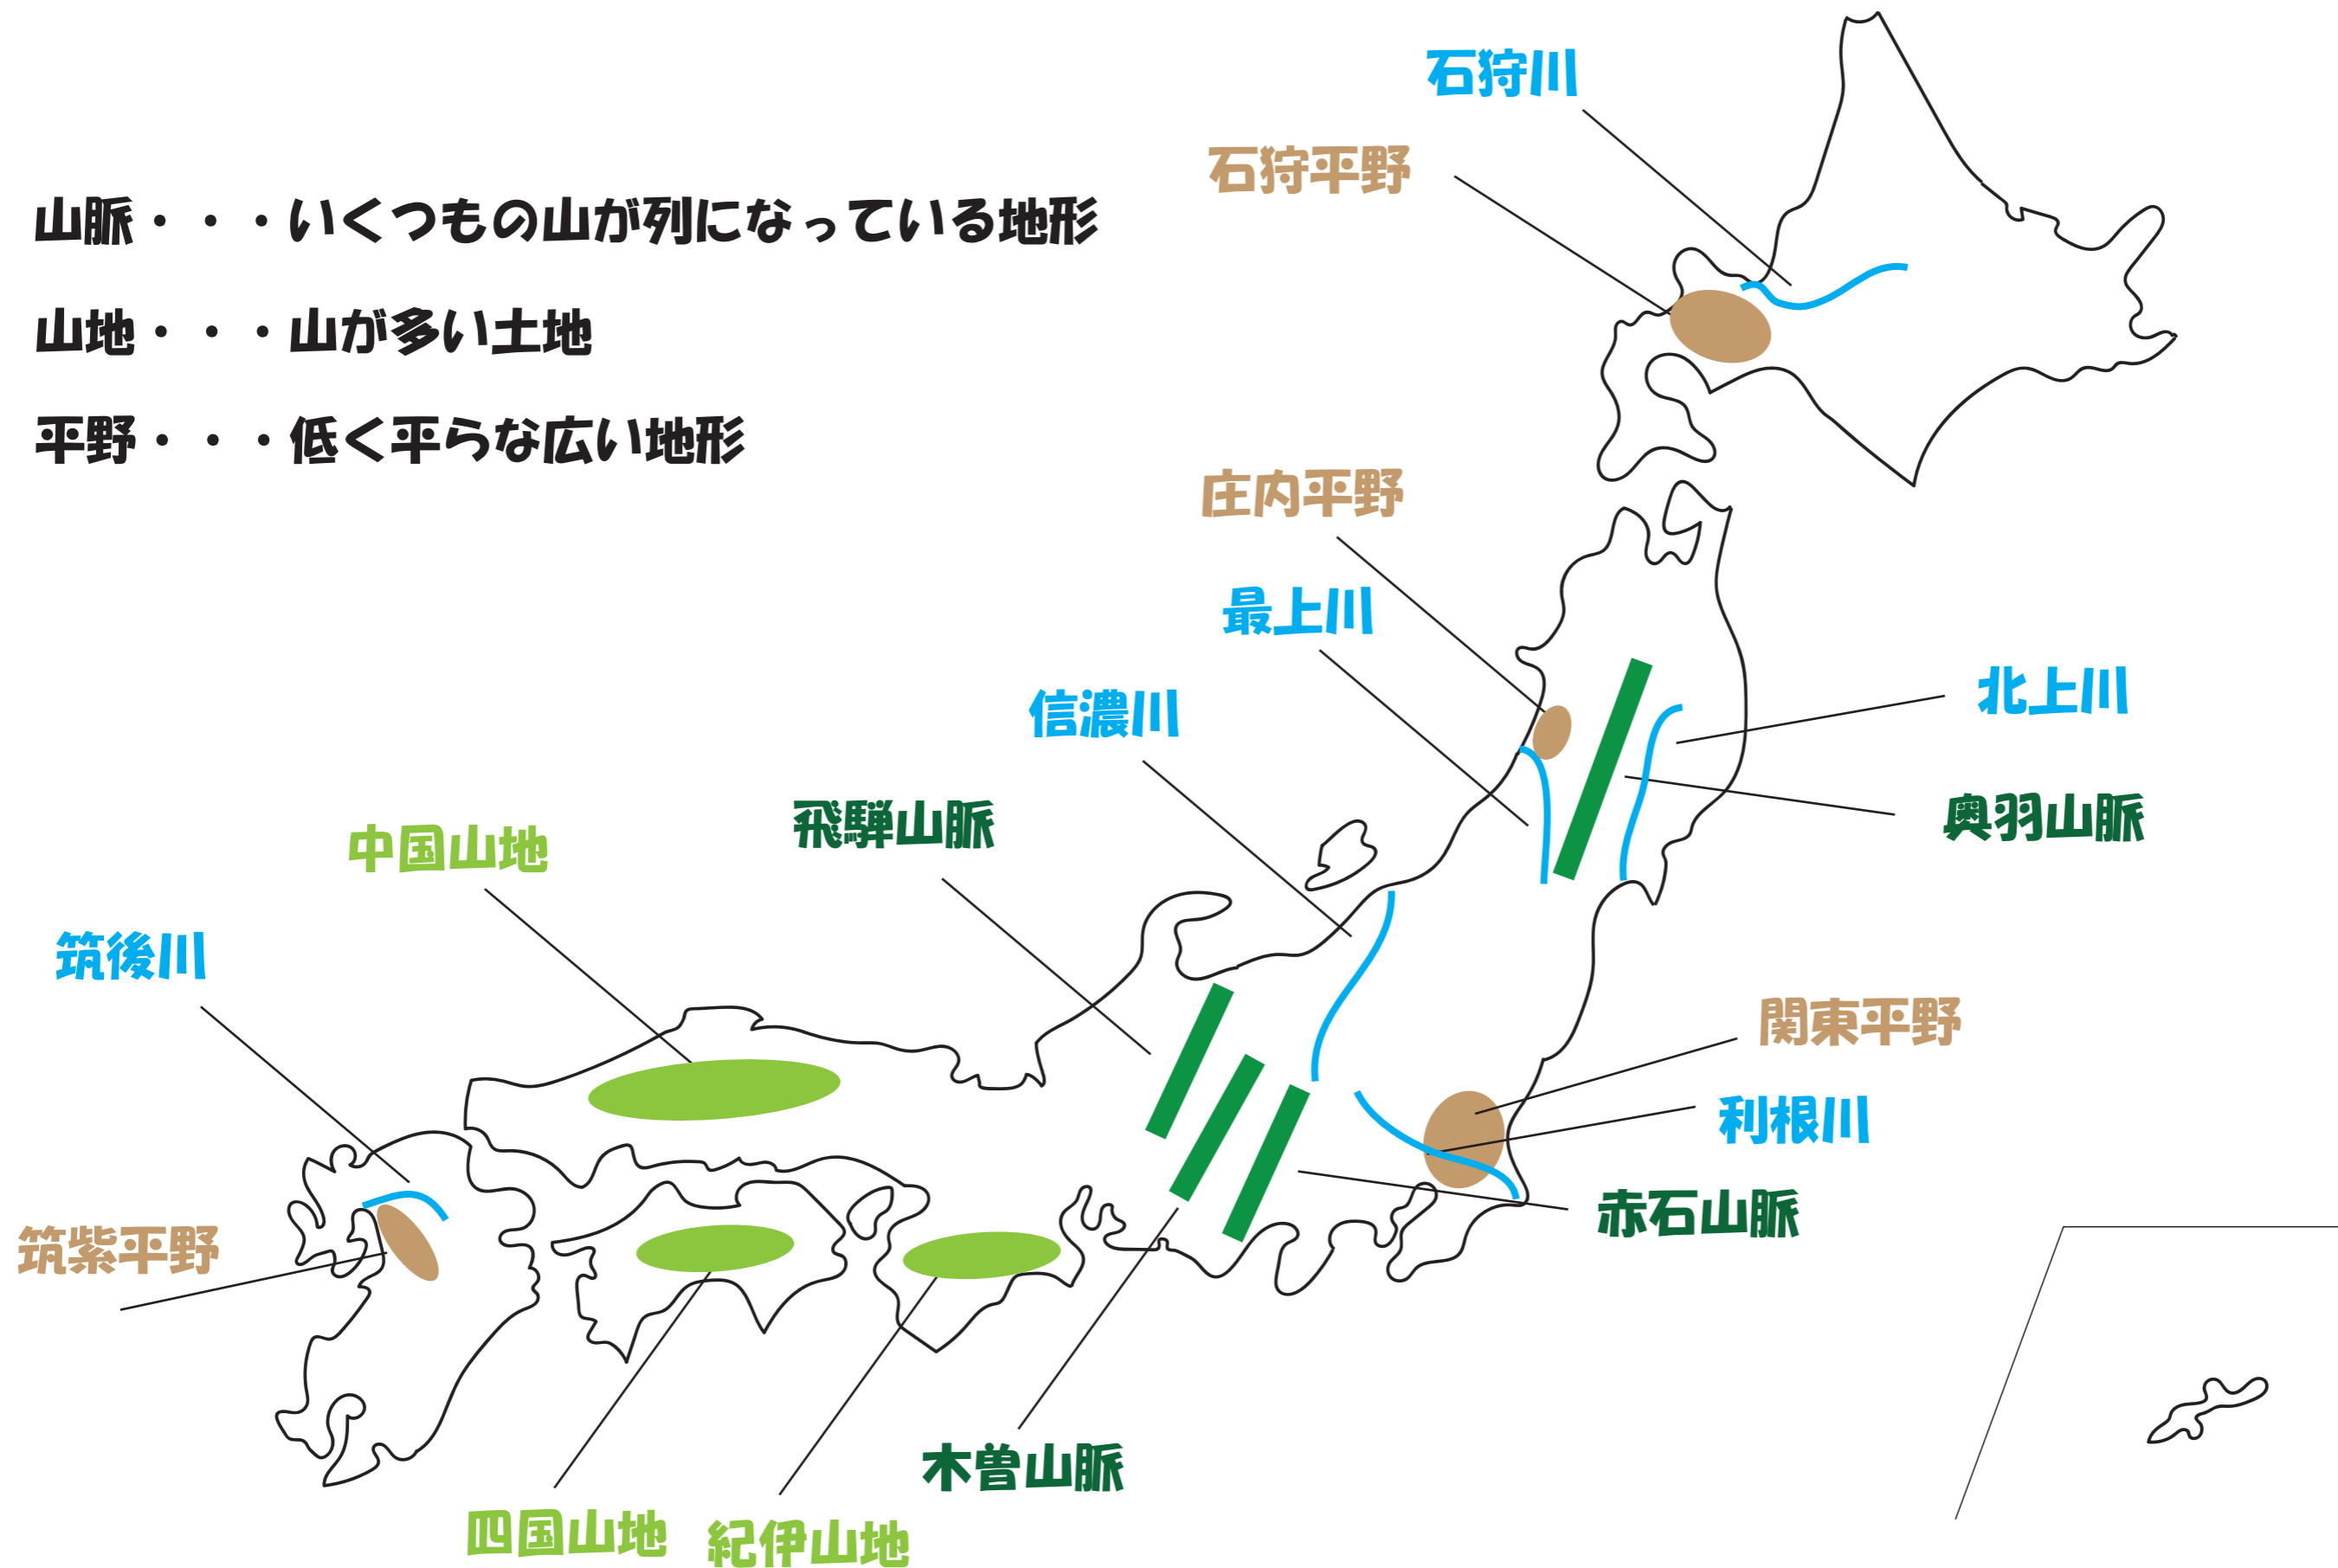 石狩川
石狩平野
山脈・・・いくつもの山が列になっている地形
山地・・・山が多い土地
平野・・・低く平らな広い地形
庄内平野
最上川
北上川
信濃川
奥羽山脈
飛騨山脈
中国山地
筑後川
関東平野
利根川
赤石山脈
筑紫平野
木曽山脈
四国山地
紀伊山地